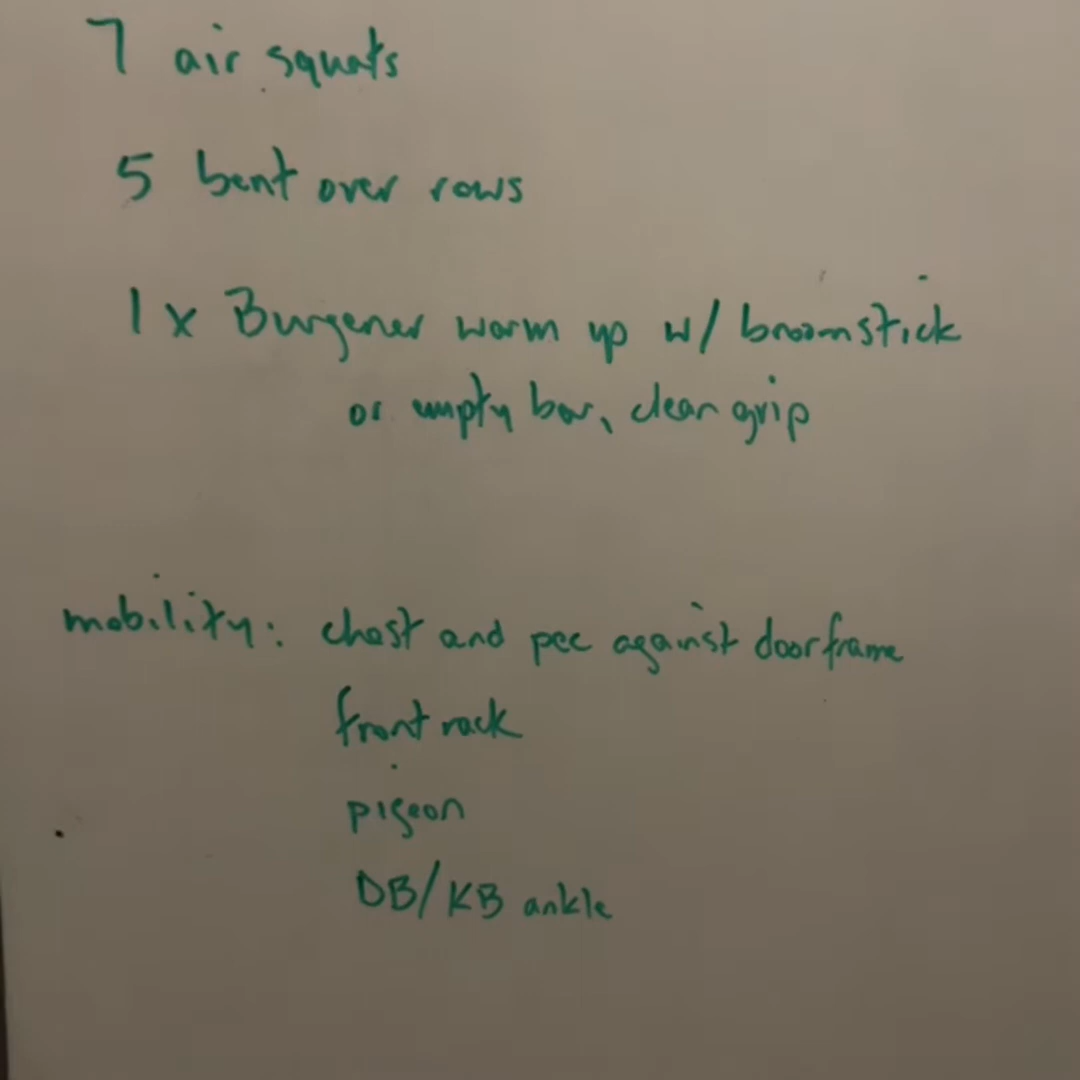 7 air squats
5 bent over rows
1 x Burgener warm up w/ broomstick
or empty bar, clean grip
mobility: chest and pec against doorframe
front rack
pigeon
DB/KB ankle